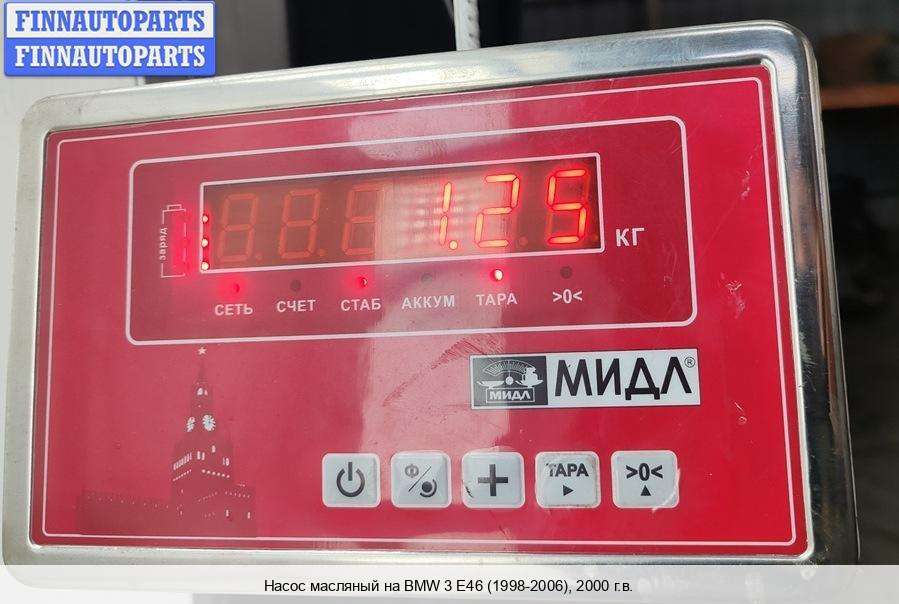 FINNAUTOPARTS
FINNAUTOPARTS
заряд
1.25 КГ
СЕТЬ СЧЕТ СТАБ АККУМ ТАРА >0<
МИДЛ МИДЛ®
Ф ТАРА >0<
Насос масляный на BMW 3 E46 (1998-2006), 2000 г.в.